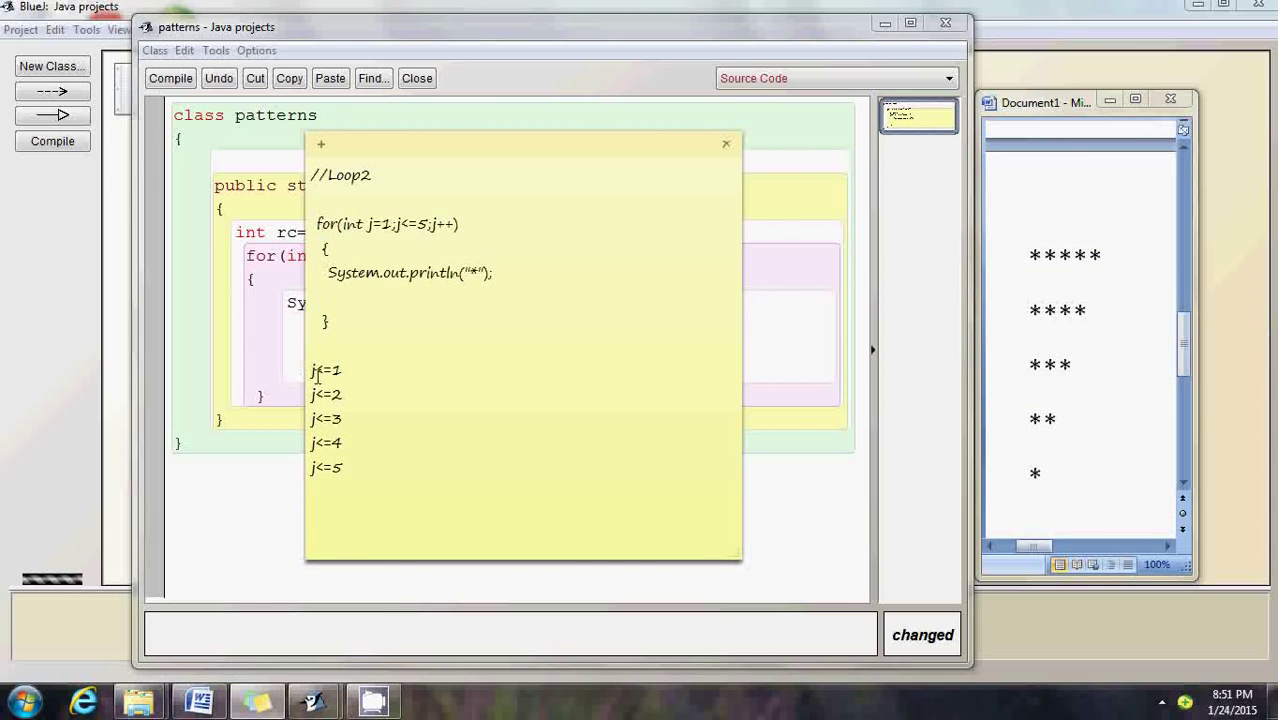 BlueJ: Java projects
Project Edit Tools View
New Class...
Compile
patterns - Java projects
Class Edit Tools Options
Compile Undo Cut Copy Paste Find... Close
Source Code
class patterns
{
public st
{
int rc=
for(in
{
Sy
}
}
}
//Loop2
for(int j=1;j<=5;j++)
{
System.out.println("*");
}
j<=1
j<=2
j<=3
j<=4
j<=5
changed
Document1 - Mi...
*****
****
***
**
*
100%
8:51 PM
1/24/2015